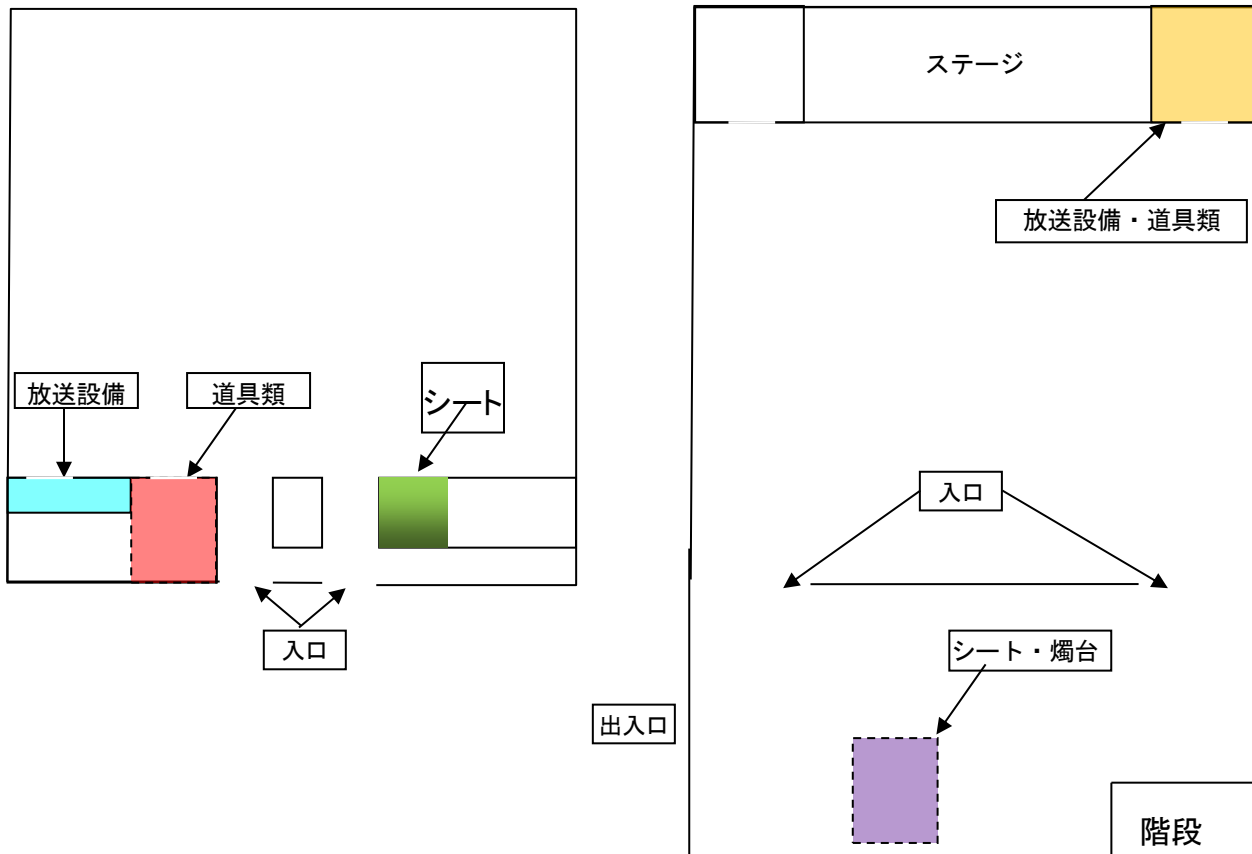 ステージ
放送設備・道具類
放送設備
道具類
シート
入口
入口
シート・燭台
出入口
階段